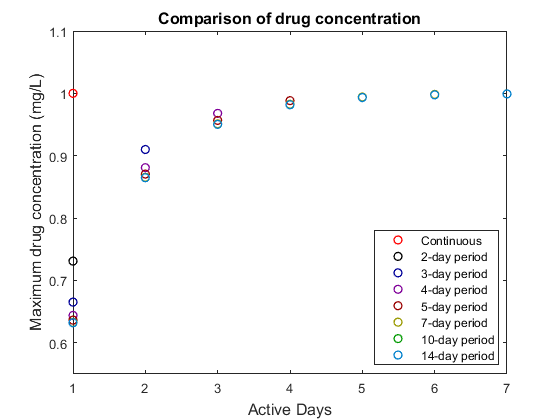 Comparison of drug concentration
Maximum drug concentration (mg/L)
1.1
1
0.9
0.8
0.7
0.6
1 2 3 4 5 6 7
Active Days
Continuous
2-day period
3-day period
4-day period
5-day period
7-day period
10-day period
14-day period